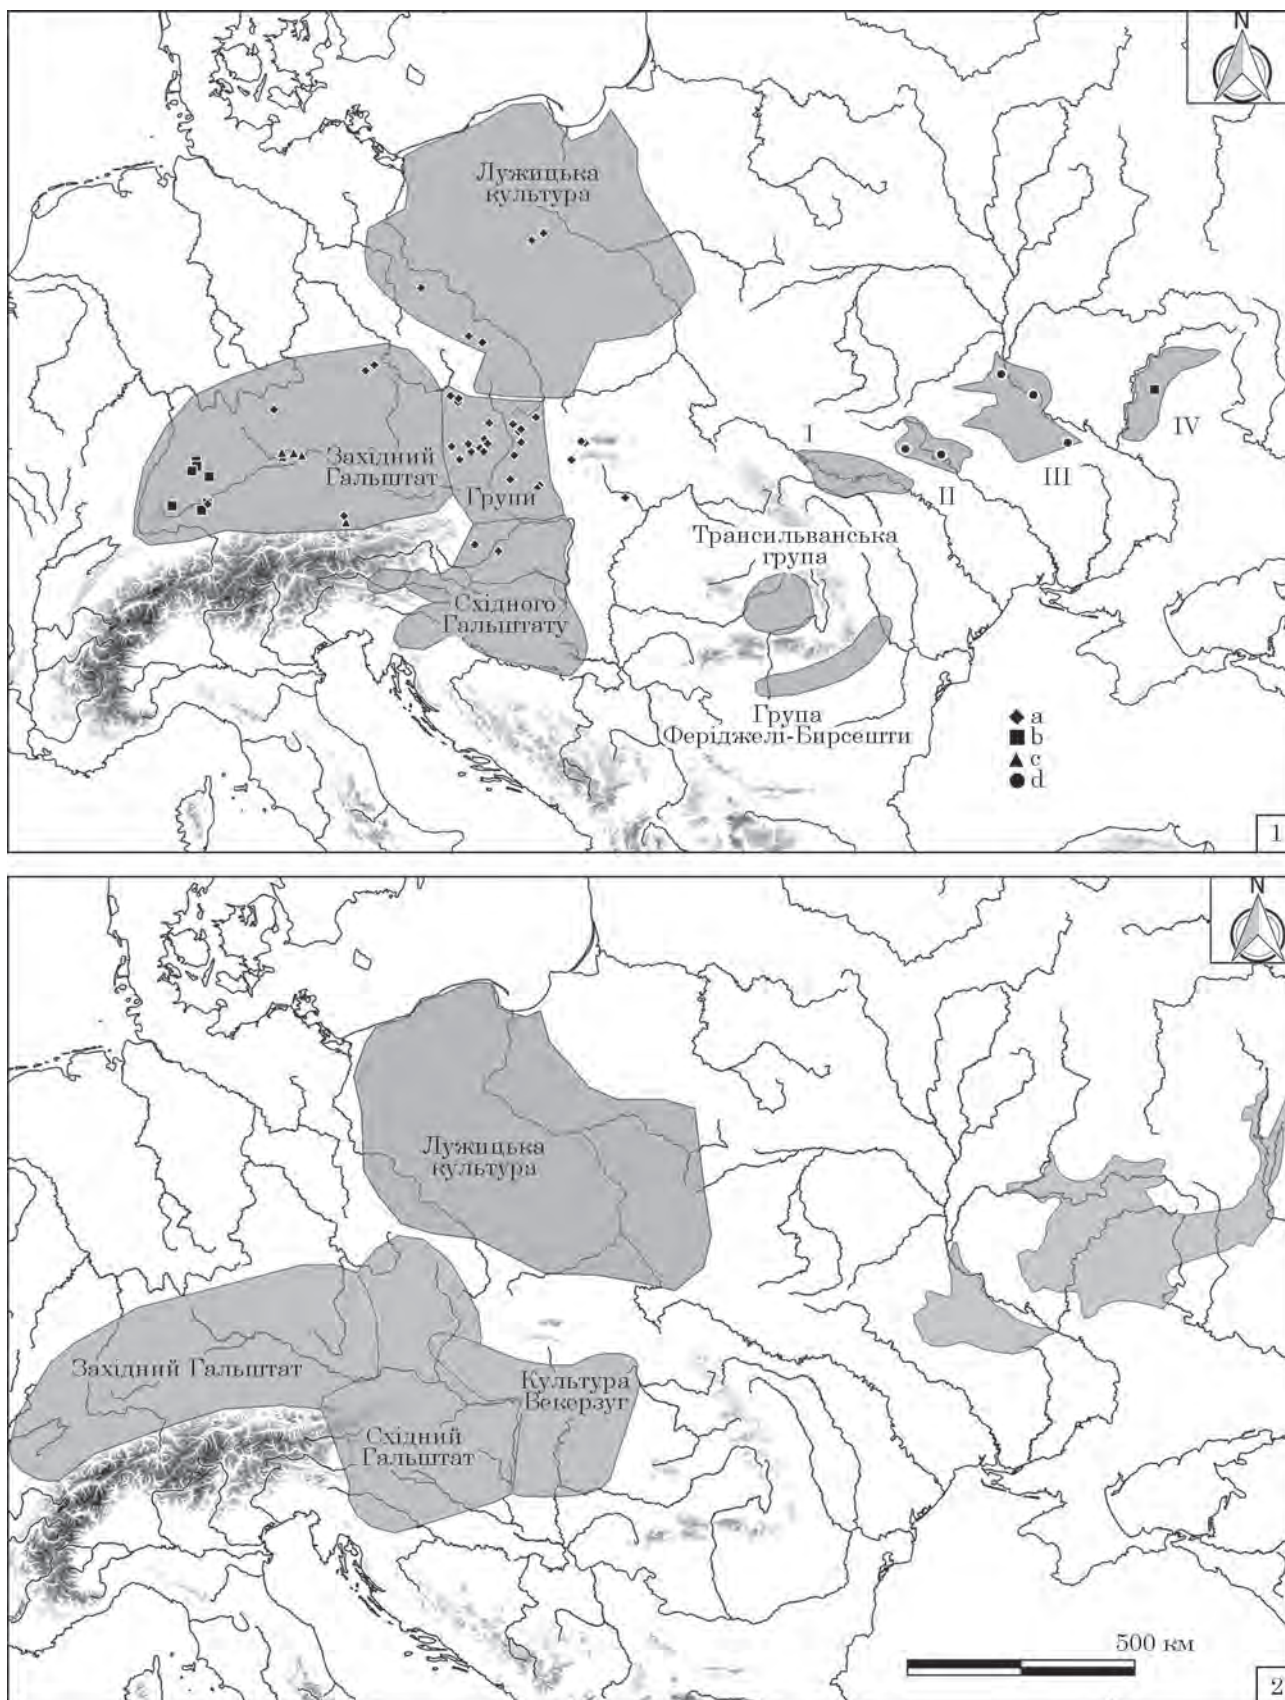 N
Лужицька
культура
Західний
Гальштат
Групи
I
II
III
IV
Трансильванська
група
Східного
Гальштату
Група
Феріджелі-Бирсешти
a
b
c
d
1
N
Лужицька
культура
Західний Гальштат
Культура
Векерзуг
Східний
Гальштат
500 км
2